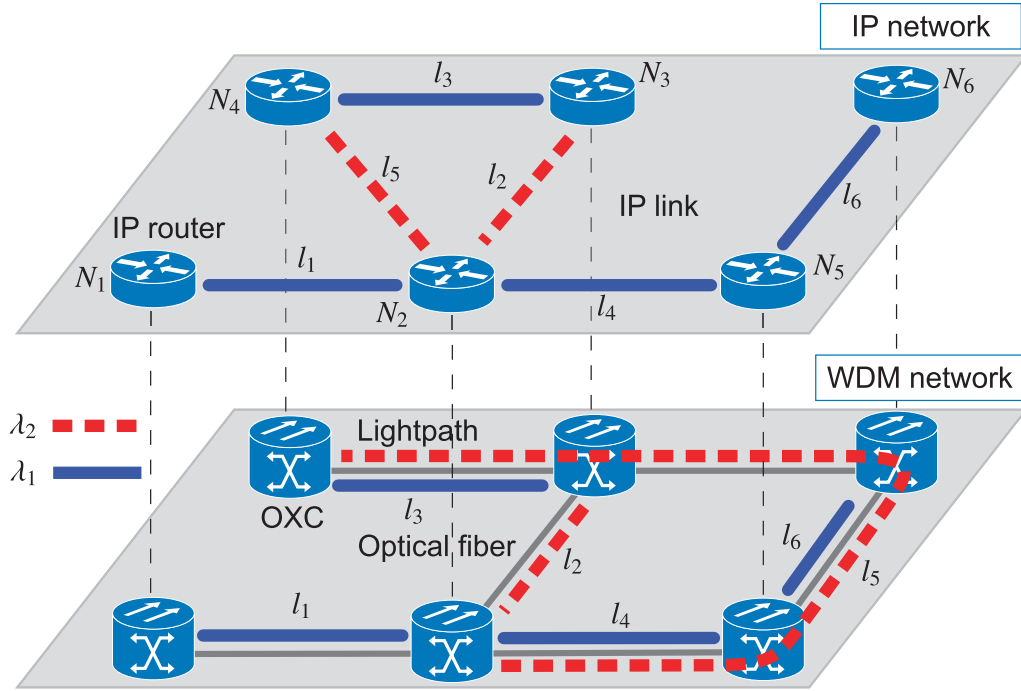 IP network
l3
N3
N6
N4
l5
l2
IP link
l6
IP router
l1
N5
N1
N2
l4
WDM network
λ2
Lightpath
λ1
l3
OXC
Optical fiber
l6
l2
l5
l1
l4